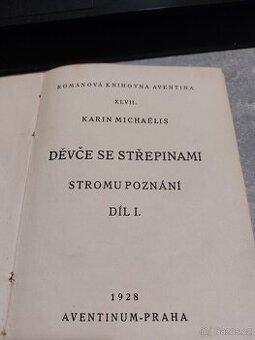 ROMÁNOVÁ KNIHOVNA AVENTINA
XLVII.
KARIN MICHAËLIS
DĚVČE SE STŘEPINAMI
STROMU POZNÁNÍ
DÍL I.
1928
AVENTINUM-PRAHA